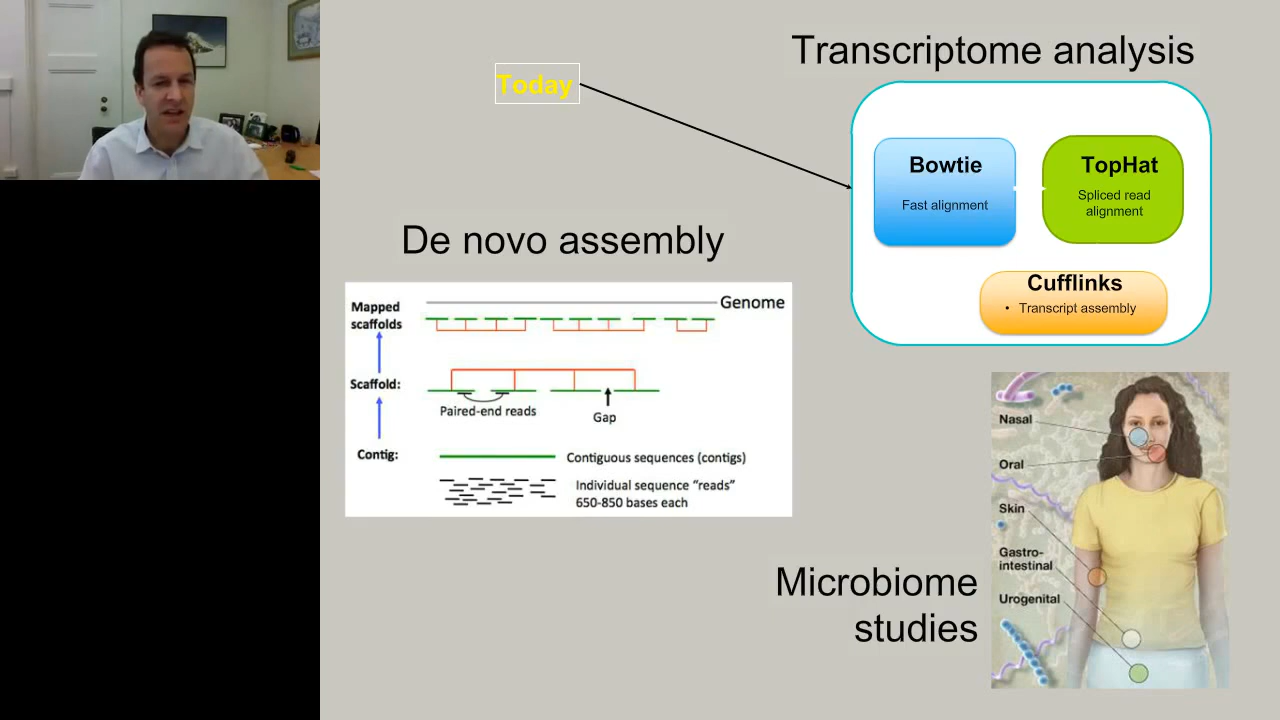 Transcriptome analysis
Today
Bowtie
Fast alignment
TopHat
Spliced read
alignment
Cufflinks
• Transcript assembly
De novo assembly
Mapped
scaffolds
Genome
Scaffold:
Paired-end reads
Gap
Contig:
Contiguous sequences (contigs)
Individual sequence “reads”
650-850 bases each
Nasal
Oral
Skin
Gastro-
intestinal
Urogenital
Microbiome
studies